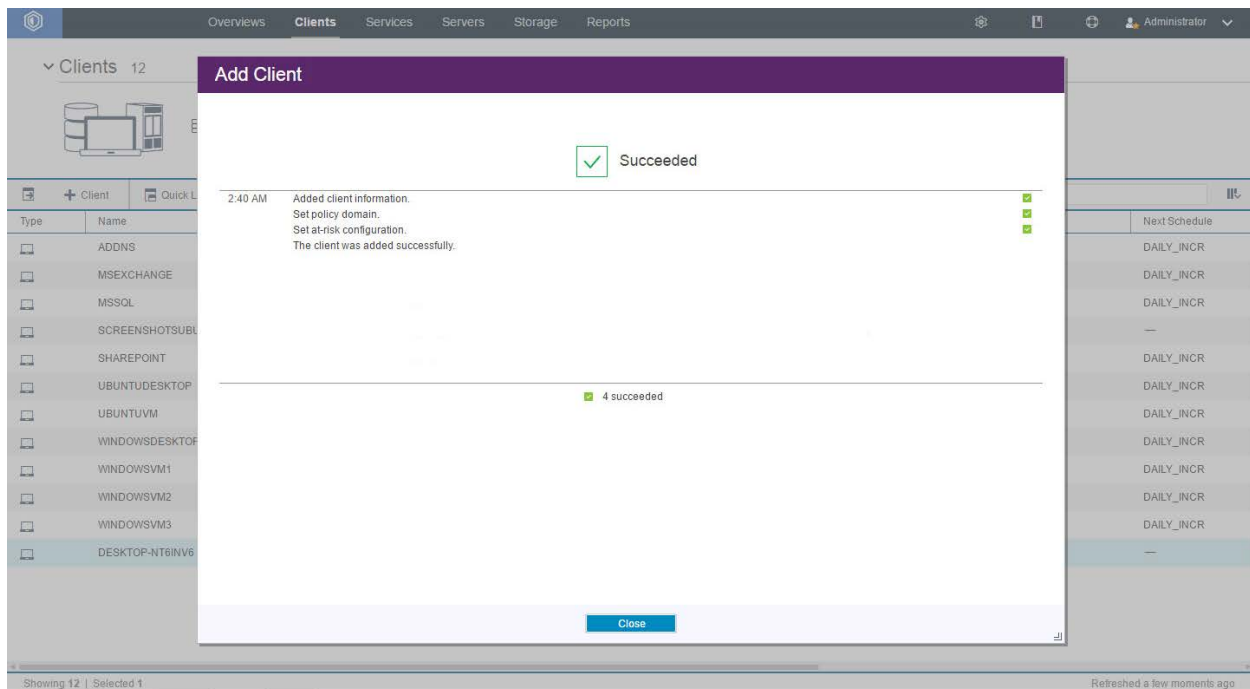 Overviews Clients Services Servers Storage Reports Administrator
Clients 12
Add Client
Succeeded
+ Client Quick L
2:40 AM Added client information.
Set policy domain.
Set at-risk configuration.
The client was added successfully.
Type Name Next Schedule
ADDNS DAILY_INCR
MSEXCHANGE DAILY_INCR
MSSQL DAILY_INCR
SCREENSHOTSUBU —
SHAREPOINT DAILY_INCR
UBUNTUDESKTOP DAILY_INCR
4 succeeded
UBUNTUVM DAILY_INCR
WINDOWSDESKTOP DAILY_INCR
WINDOWSVM1 DAILY_INCR
WINDOWSVM2 DAILY_INCR
WINDOWSVM3 DAILY_INCR
DESKTOP-NT6INV6 —
Close
Showing 12 | Selected 1 Refreshed a few moments ago